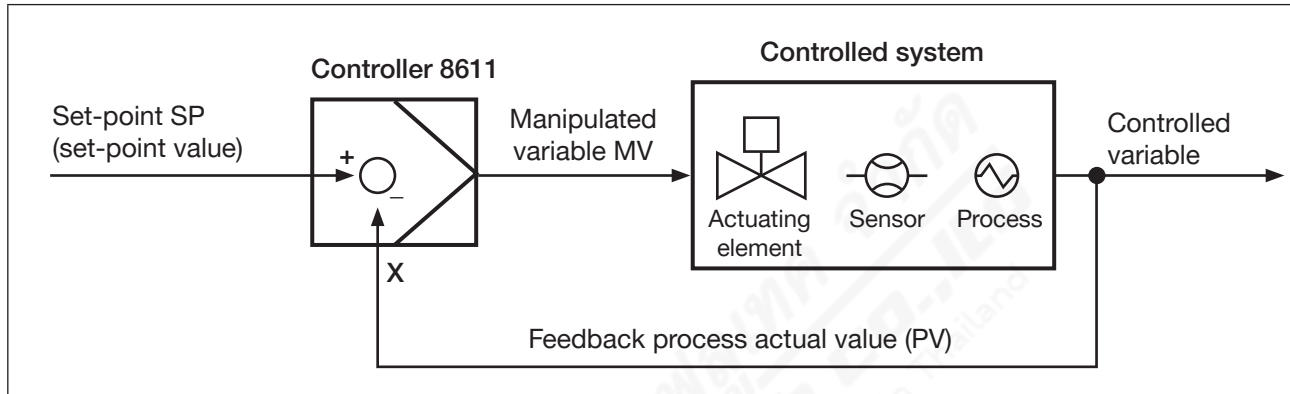 Controlled system
Controller 8611
Set-point SP
(set-point value)
Manipulated
variable MV
Controlled
variable
+
−
Actuating
element
Sensor
Process
X
Feedback process actual value (PV)